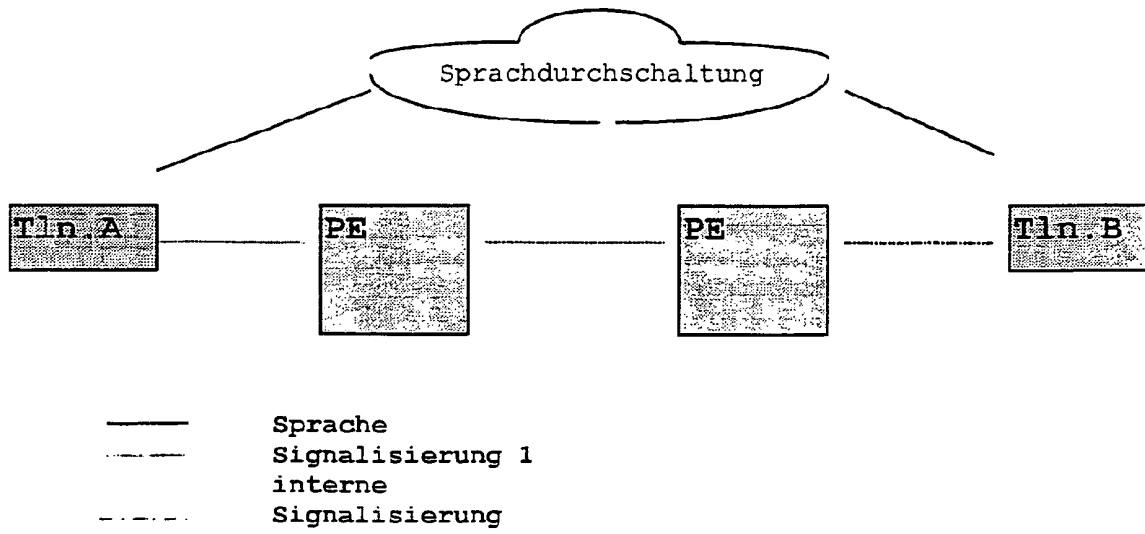 Sprachdurchschaltung
Tln.A
PE
PE
Tln.B
Sprache
Signalisierung 1
interne
Signalisierung